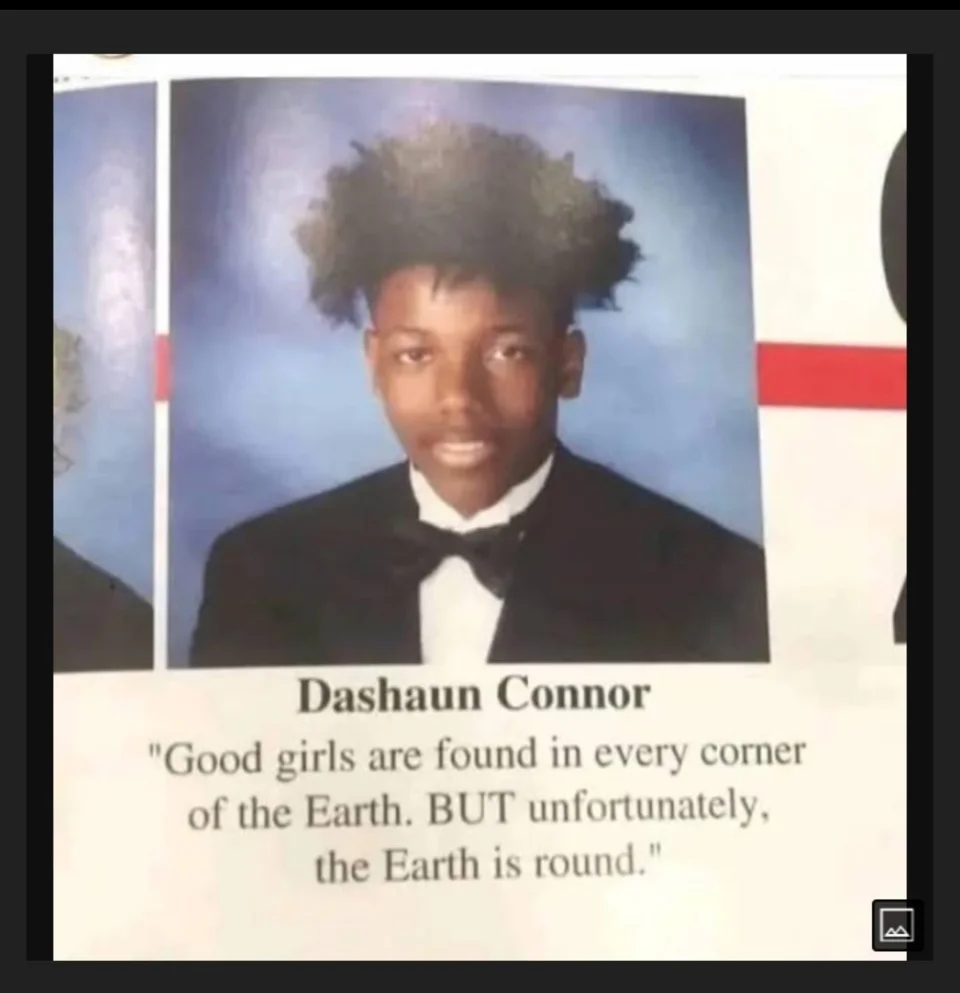 Dashaun Connor
"Good girls are found in every corner
of the Earth. BUT unfortunately,
the Earth is round."